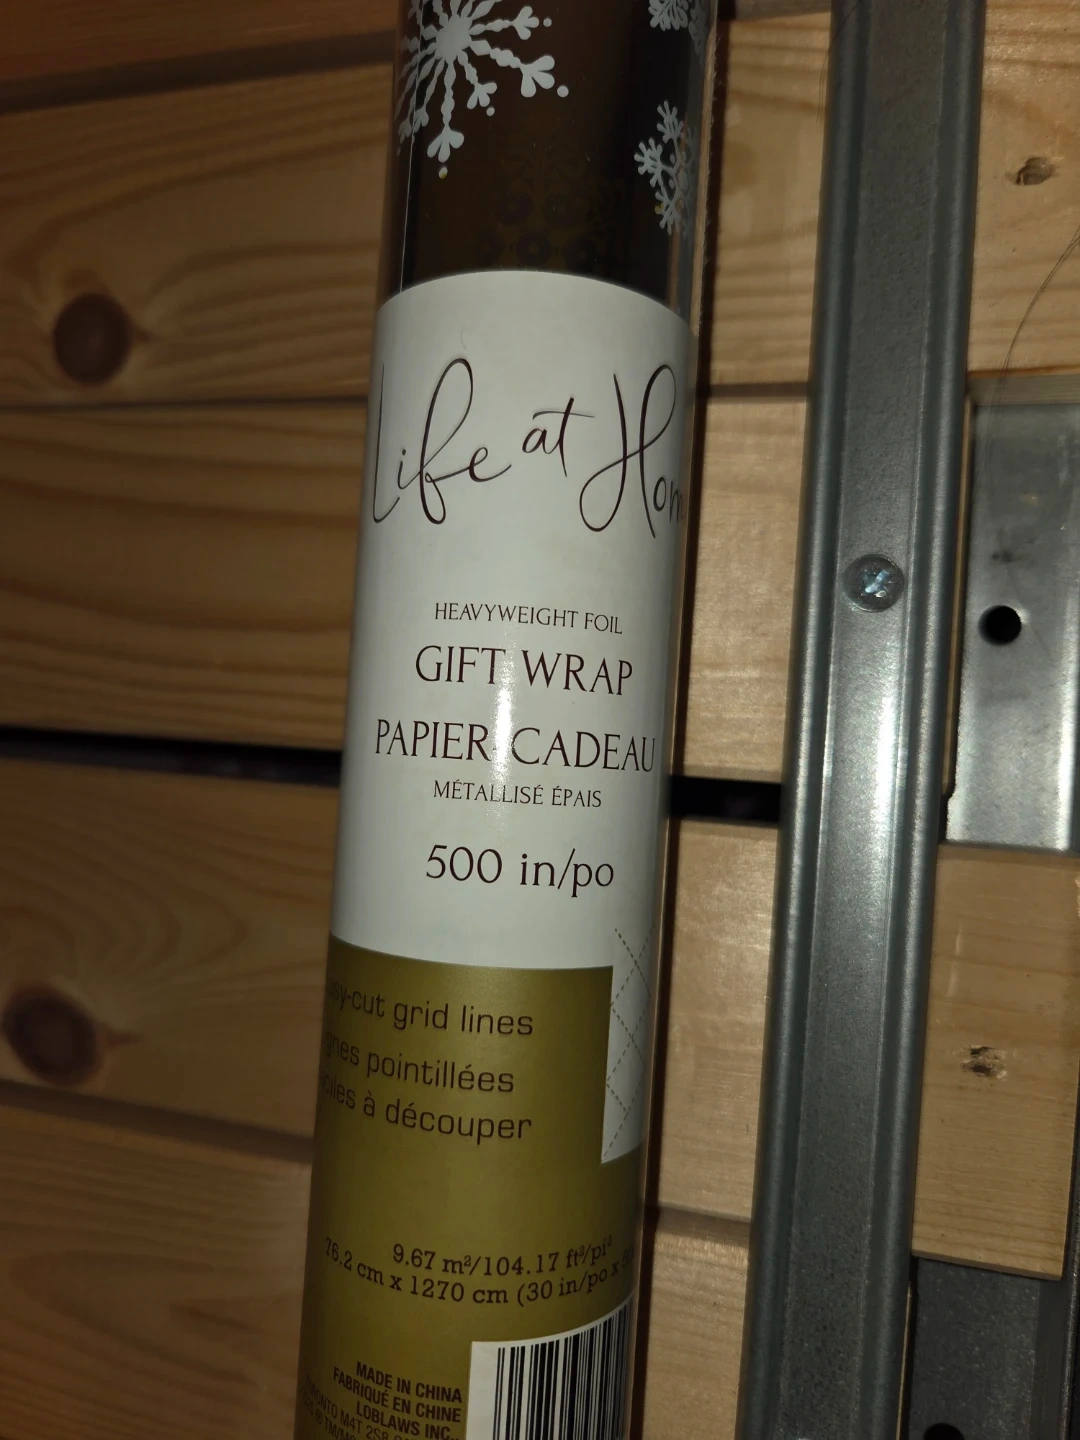 Life at
HEAVYWEIGHT FOIL
GIFT WRAP
PAPIER-CADEAU
MÉTALLISÉ ÉPAIS
500 in/po
grid lines
pointillées
à découper
9.67 m²/104.17 ft²/pi²
76.2 cm x 1270 cm (30 in/po x
MADE IN CHINA
FABRIQUÉ EN CHINE
LOBLAWS INC.,
M4T 2S8